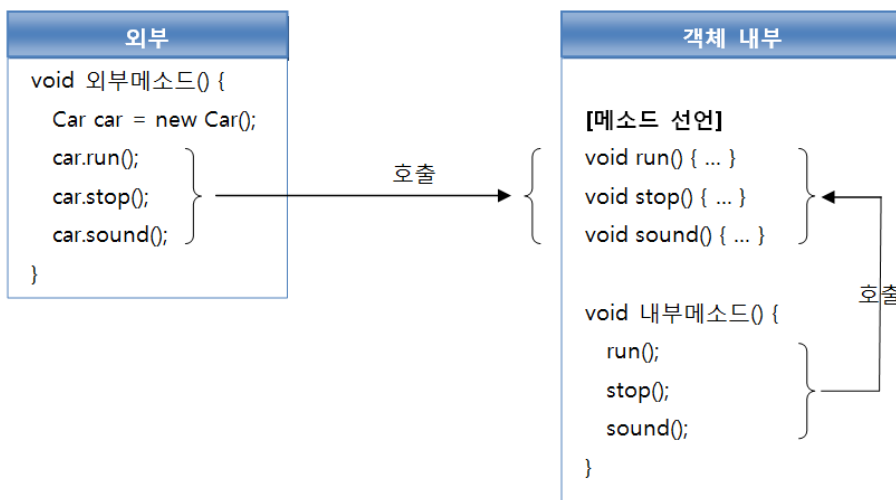 외부
void 외부메소드() {
Car car = new Car();
car.run();
car.stop();
car.sound();
}
호출
객체 내부
[메소드 선언]
void run() { ... }
void stop() { ... }
void sound() { ... }
호출
void 내부메소드() {
run();
stop();
sound();
}